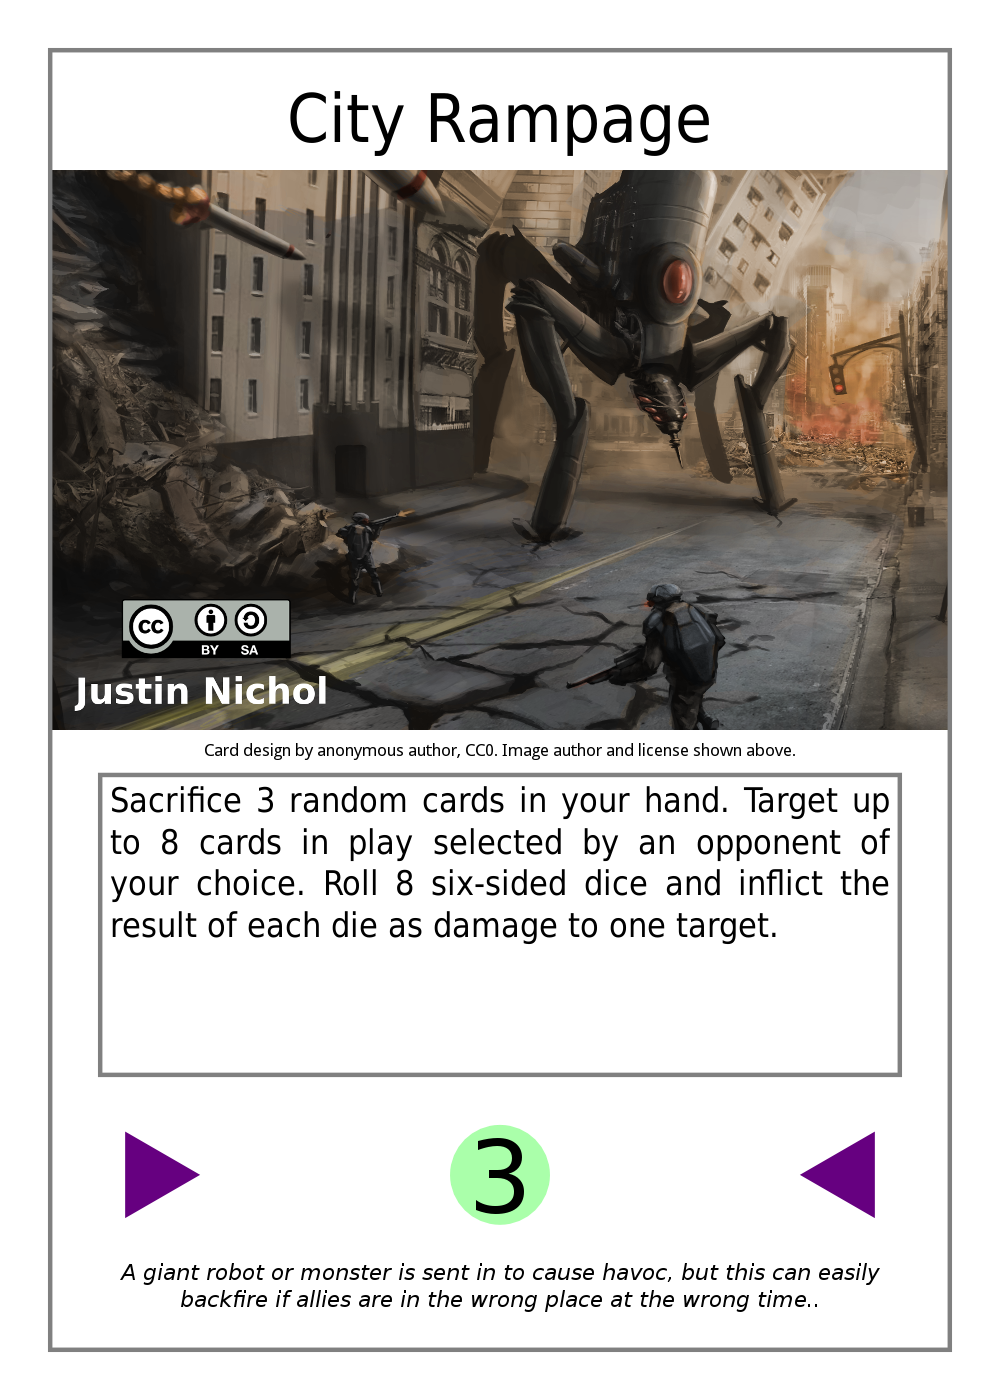 City Rampage
cc
BY SA
Justin Nichol
Card design by anonymous author, CC0. Image author and license shown above.
Sacrifice 3 random cards in your hand. Target up
to 8 cards in play selected by an opponent of
your choice. Roll 8 six-sided dice and inflict the
result of each die as damage to one target.
3
A giant robot or monster is sent in to cause havoc, but this can easily
backfire if allies are in the wrong place at the wrong time..